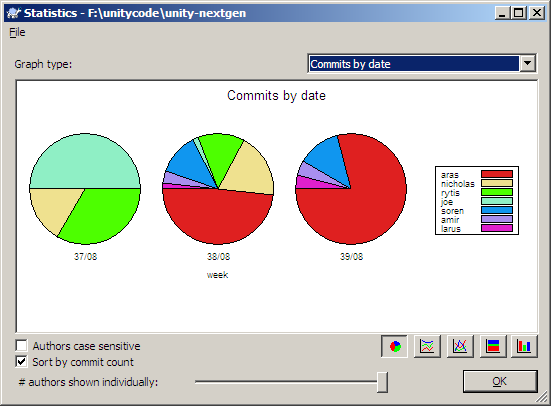 Statistics - F:\unitycode\unity-nextgen
File
Graph type:
Commits by date
Commits by date
37/08
38/08
39/08
week
aras
nicholas
rytis
joe
soren
amir
larus
Authors case sensitive
Sort by commit count
# authors shown individually:
OK